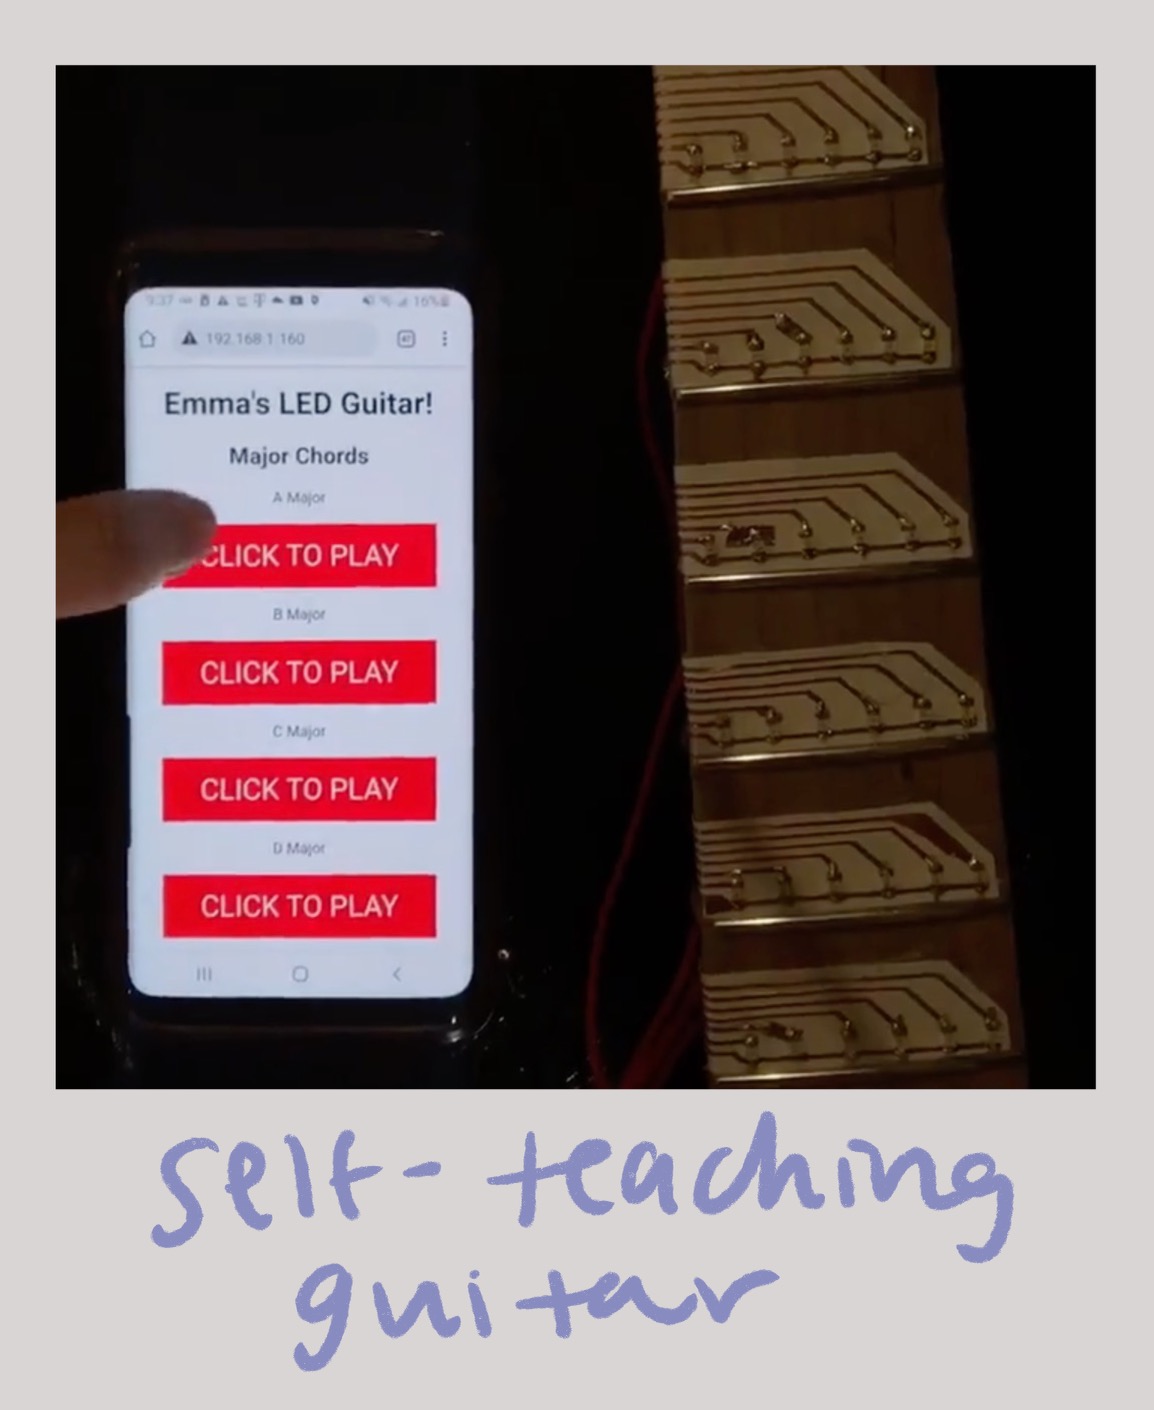 9:37
16%
192.168.1.160
Emma's LED Guitar!
Major Chords
A Major
CLICK TO PLAY
B Major
CLICK TO PLAY
C Major
CLICK TO PLAY
D Major
CLICK TO PLAY
self-teaching
guitar